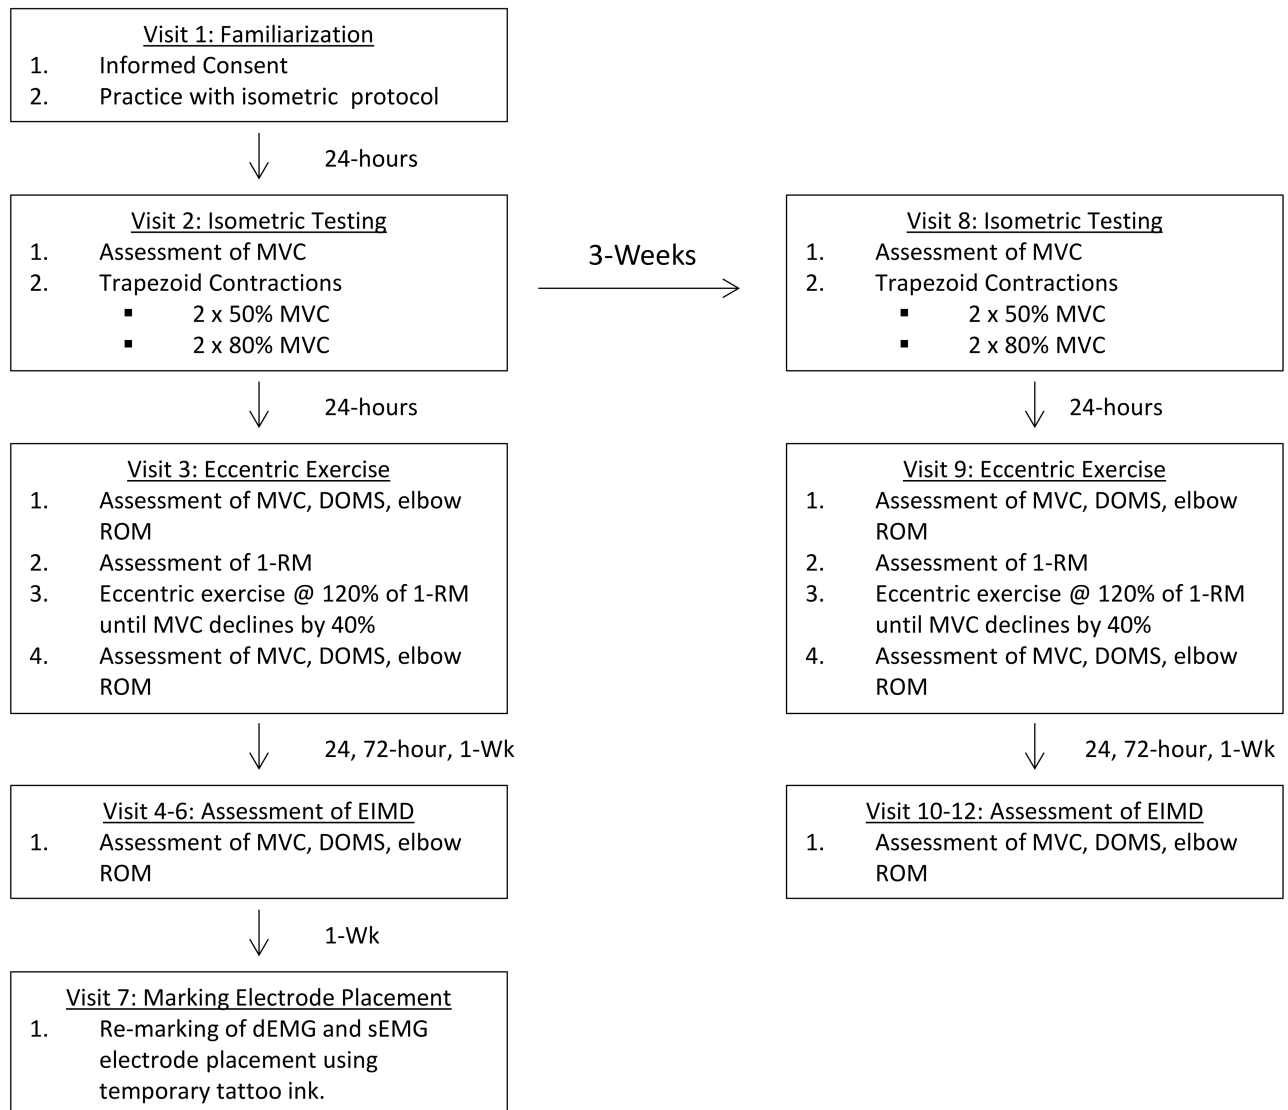 Visit 1: Familiarization
1. Informed Consent
2. Practice with isometric protocol
24-hours
Visit 2: Isometric Testing
1. Assessment of MVC
2. Trapezoid Contractions
▪ 2 x 50% MVC
▪ 2 x 80% MVC
3-Weeks
24-hours
Visit 3: Eccentric Exercise
1. Assessment of MVC, DOMS, elbow
ROM
2. Assessment of 1-RM
3. Eccentric exercise @ 120% of 1-RM
until MVC declines by 40%
4. Assessment of MVC, DOMS, elbow
ROM
24, 72-hour, 1-Wk
Visit 4-6: Assessment of EIMD
1. Assessment of MVC, DOMS, elbow
ROM
1-Wk
Visit 7: Marking Electrode Placement
1. Re-marking of dEMG and sEMG
electrode placement using
temporary tattoo ink.
Visit 8: Isometric Testing
1. Assessment of MVC
2. Trapezoid Contractions
▪ 2 x 50% MVC
▪ 2 x 80% MVC
24-hours
Visit 9: Eccentric Exercise
1. Assessment of MVC, DOMS, elbow
ROM
2. Assessment of 1-RM
3. Eccentric exercise @ 120% of 1-RM
until MVC declines by 40%
4. Assessment of MVC, DOMS, elbow
ROM
24, 72-hour, 1-Wk
Visit 10-12: Assessment of EIMD
1. Assessment of MVC, DOMS, elbow
ROM